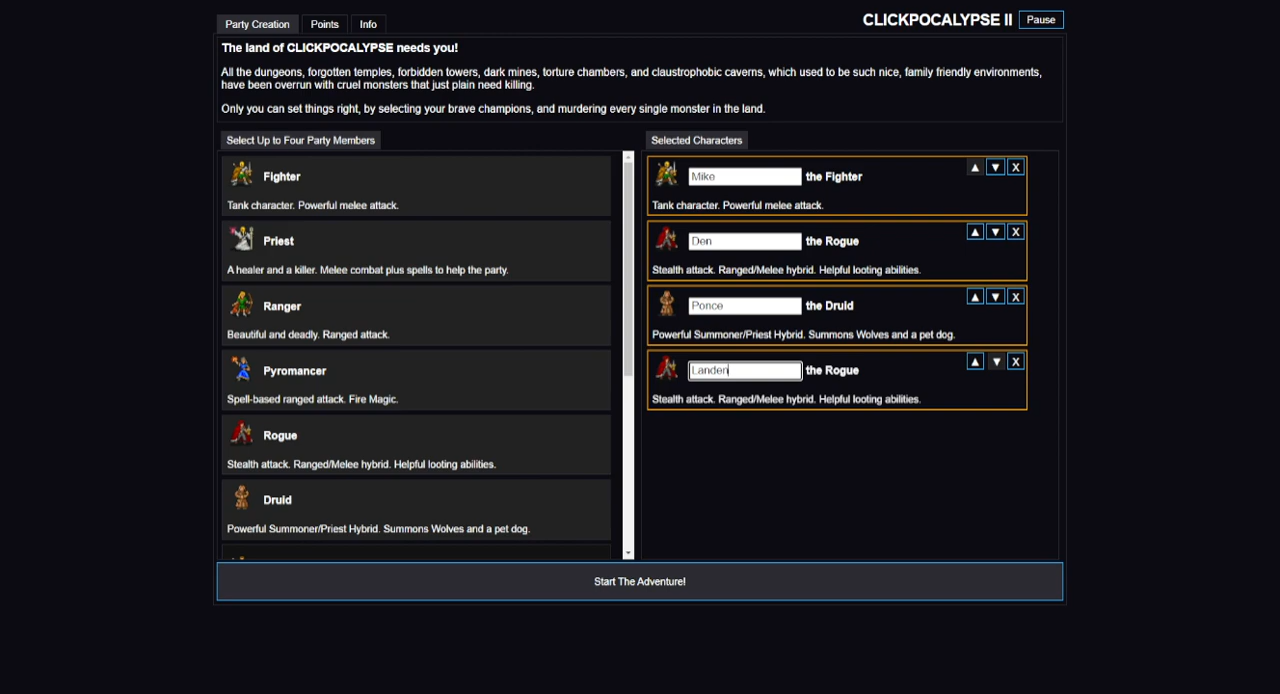 Party Creation
Points
Info
CLICKPOCALYPSE II
Pause
The land of CLICKPOCALYPSE needs you!
All the dungeons, forgotten temples, forbidden towers, dark mines, torture chambers, and claustrophobic caverns, which used to be such nice, family friendly environments,
have been overrun with cruel monsters that just plain need killing.
Only you can set things right, by selecting your brave champions, and murdering every single monster in the land.
Select Up to Four Party Members
Fighter
Tank character. Powerful melee attack.
Priest
A healer and a killer. Melee combat plus spells to help the party.
Ranger
Beautiful and deadly. Ranged attack.
Pyromancer
Spell-based ranged attack. Fire Magic.
Rogue
Stealth attack. Ranged/Melee hybrid. Helpful looting abilities.
Druid
Powerful Summoner/Priest Hybrid. Summons Wolves and a pet dog.
Selected Characters
Mike the Fighter ▲ ▼ X
Tank character. Powerful melee attack.
Den the Rogue ▲ ▼ X
Stealth attack. Ranged/Melee hybrid. Helpful looting abilities.
Ponce the Druid ▲ ▼ X
Powerful Summoner/Priest Hybrid. Summons Wolves and a pet dog.
Landen the Rogue ▲ ▼ X
Stealth attack. Ranged/Melee hybrid. Helpful looting abilities.
Start The Adventure!